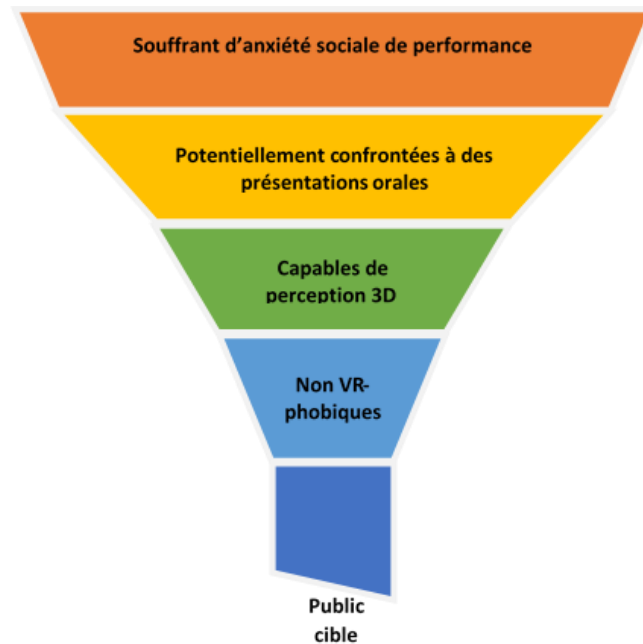 Souffrant d’anxiété sociale de performance
Potentiellement confrontées à des
présentations orales
Capables de
perception 3D
Non VR-
phobiques
Public
cible